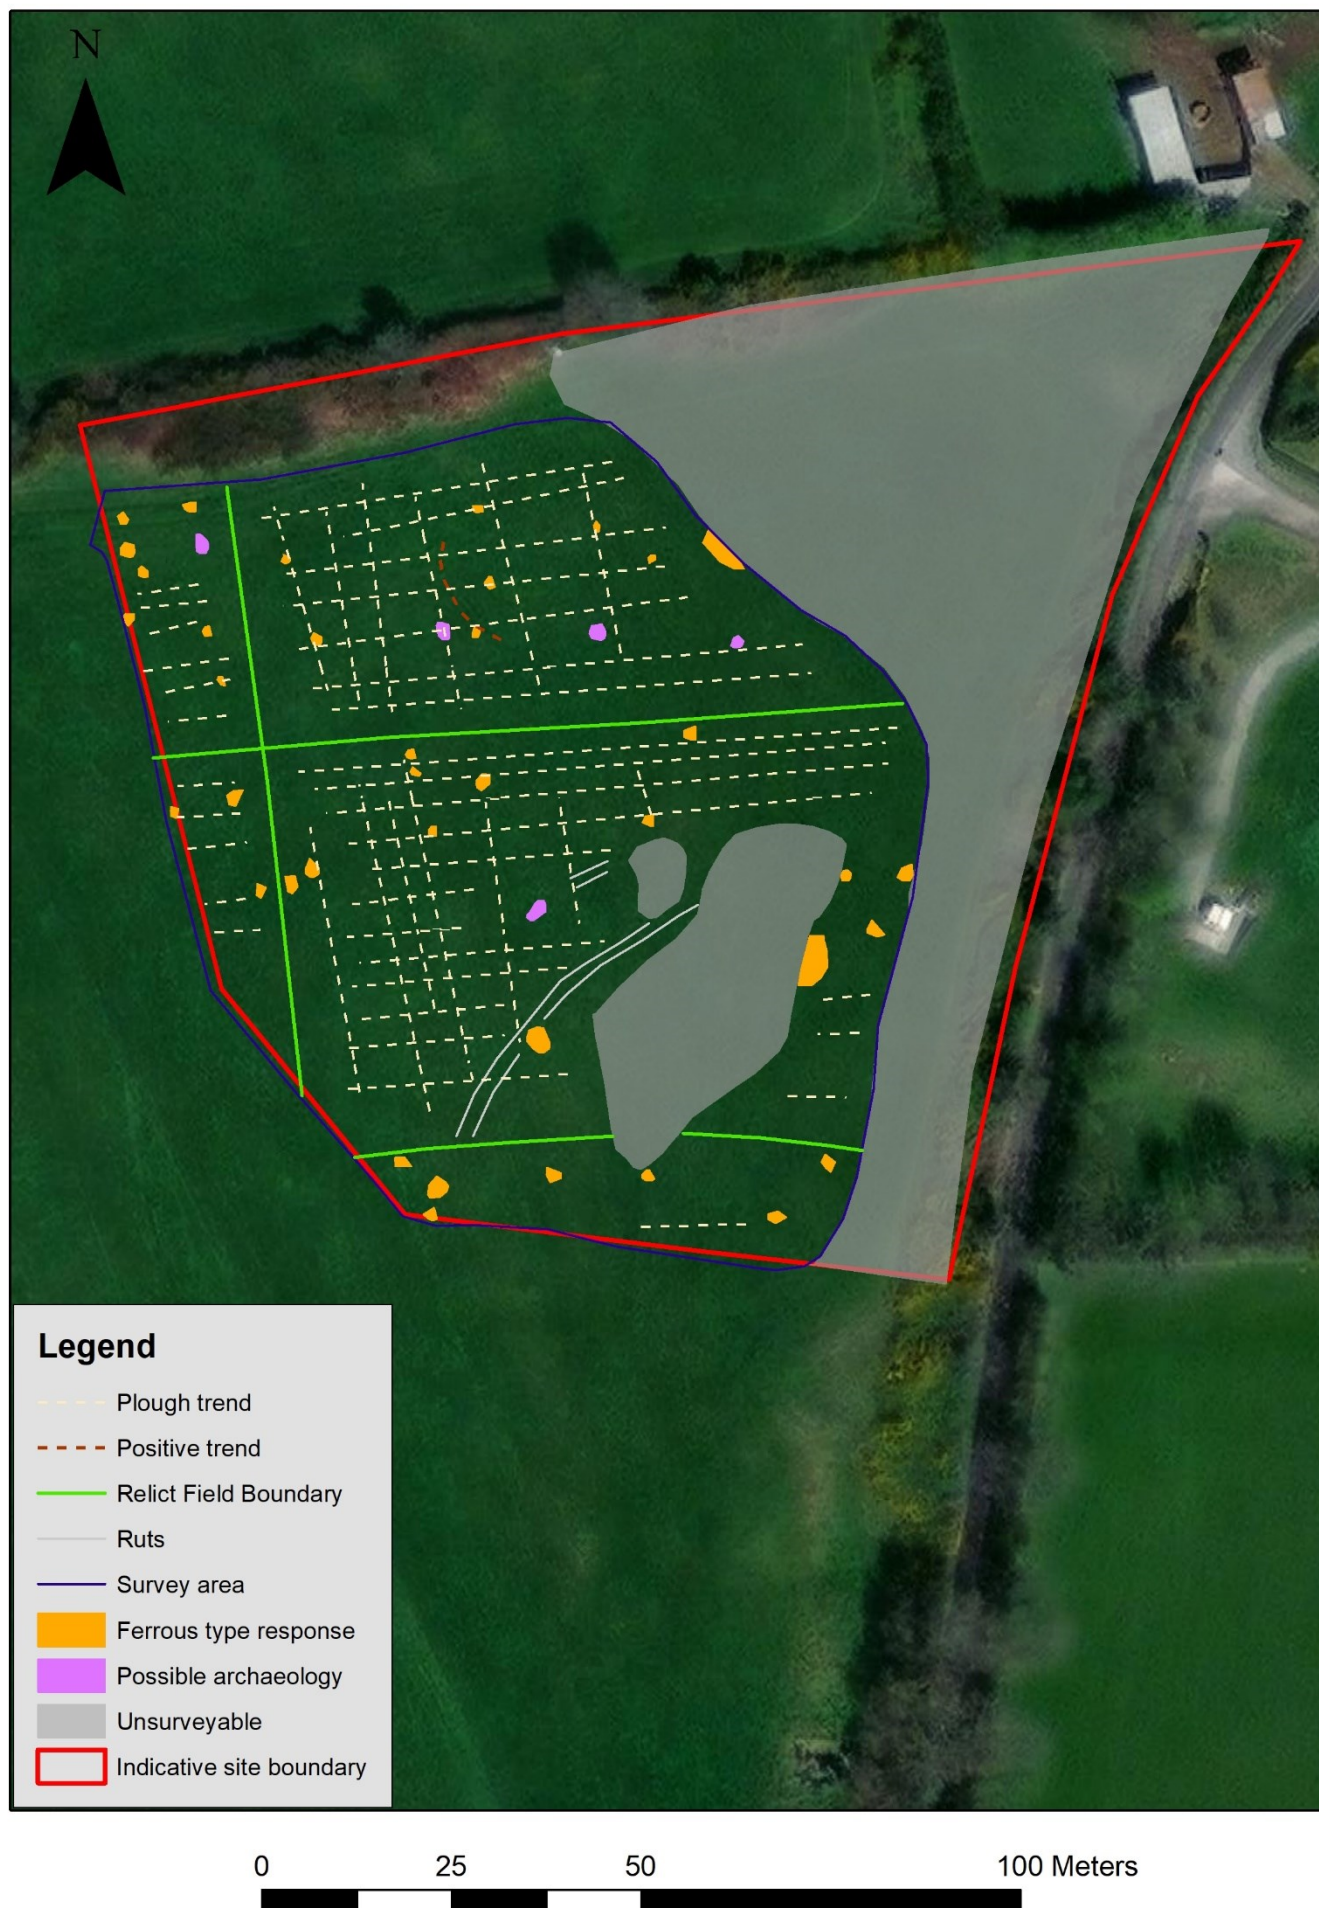 N
Legend
Plough trend
Positive trend
Relict Field Boundary
Ruts
Survey area
Ferrous type response
Possible archaeology
Unsurveyable
Indicative site boundary
0 25 50 100 Meters